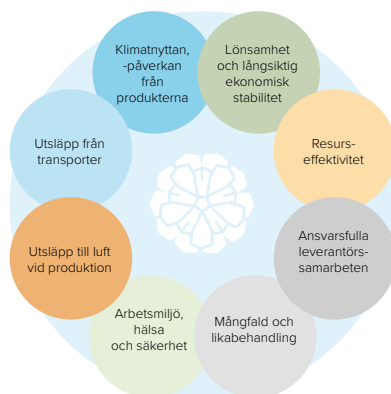 Klimatnyttan,
-påverkan
från
produkterna
Lönsamhet
och långsiktig
ekonomisk
stabilitet
Resurs-
effektivitet
Ansvarsfulla
leverantörs-
samarbeten
Mångfald och
likabehandling
Arbetsmiljö,
hälsa
och säkerhet
Utsläpp till luft
vid produktion
Utsläpp från
transporter